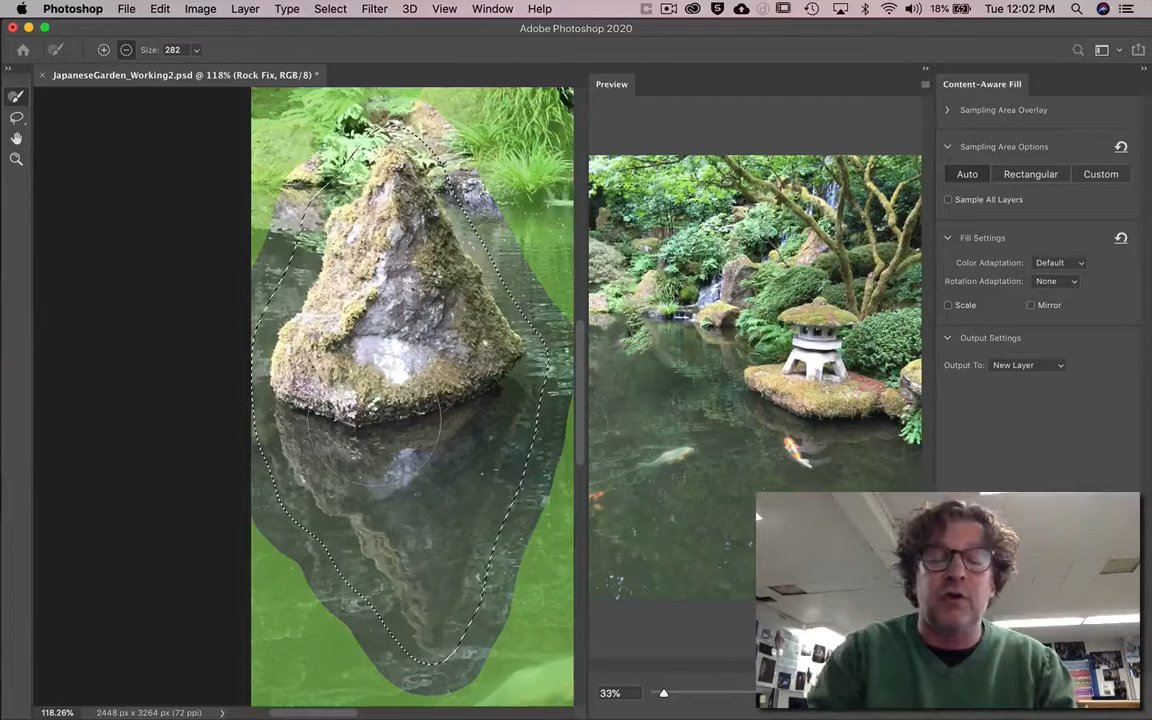 Photoshop File Edit Image Layer Type Select Filter 3D View Window Help 18% Tue 12:02 PM
Adobe Photoshop 2020
Size: 282
JapaneseGarden_Working2.psd @ 118% (Rock Fix, RGB/8) *
Preview
Content-Aware Fill
Sampling Area Overlay
Sampling Area Options
Auto Rectangular Custom
Sample All Layers
Fill Settings
Color Adaptation: Default
Rotation Adaptation: None
Scale Mirror
Output Settings
Output To: New Layer
33%
118.26% 2448 px x 3264 px (72 ppi)